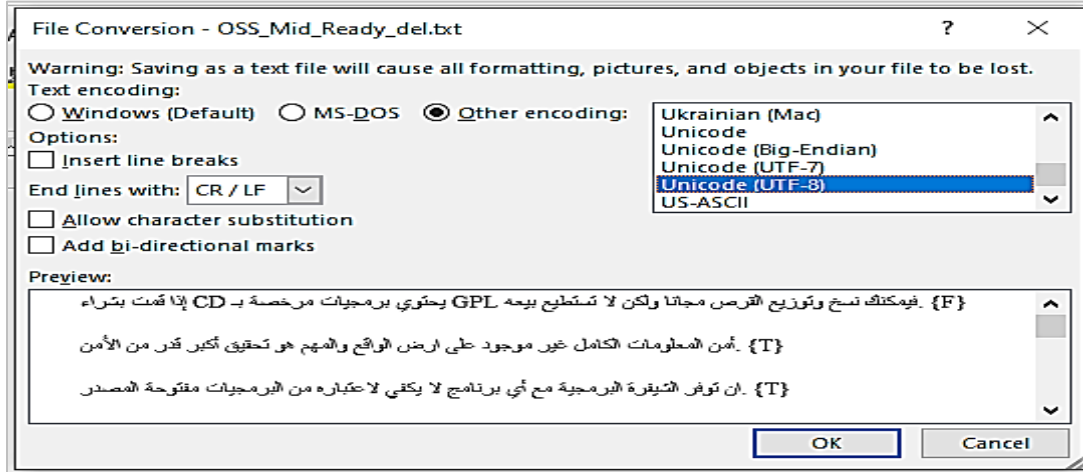 File Conversion - OSS_Mid_Ready_del.txt
Warning: Saving as a text file will cause all formatting, pictures, and objects in your file to be lost.
Text encoding:
Windows (Default) MS-DOS Other encoding:
Ukrainian (Mac)
Unicode
Unicode (Big-Endian)
Unicode (UTF-7)
Unicode (UTF-8)
US-ASCII
Options:
Insert line breaks
End lines with: CR / LF
Allow character substitution
Add bi-directional marks
Preview:
إذا قمت بشراء CD يحتوي برمجيات مرخصة بـ GPL فيمكنك نسخ وتوزيع القرص مجانا ولكن لا تستطيع بيعه. {F}
أمن المعلومات الكامل غير موجود على ارض الواقع والمهم هو تحقيق أكبر قدر من الأمن. {T}
ان توفر الشيفرة البرمجية مع أي برنامج لا يكفي لاعتباره من البرمجيات مفتوحة المصدر. {T}
OK Cancel